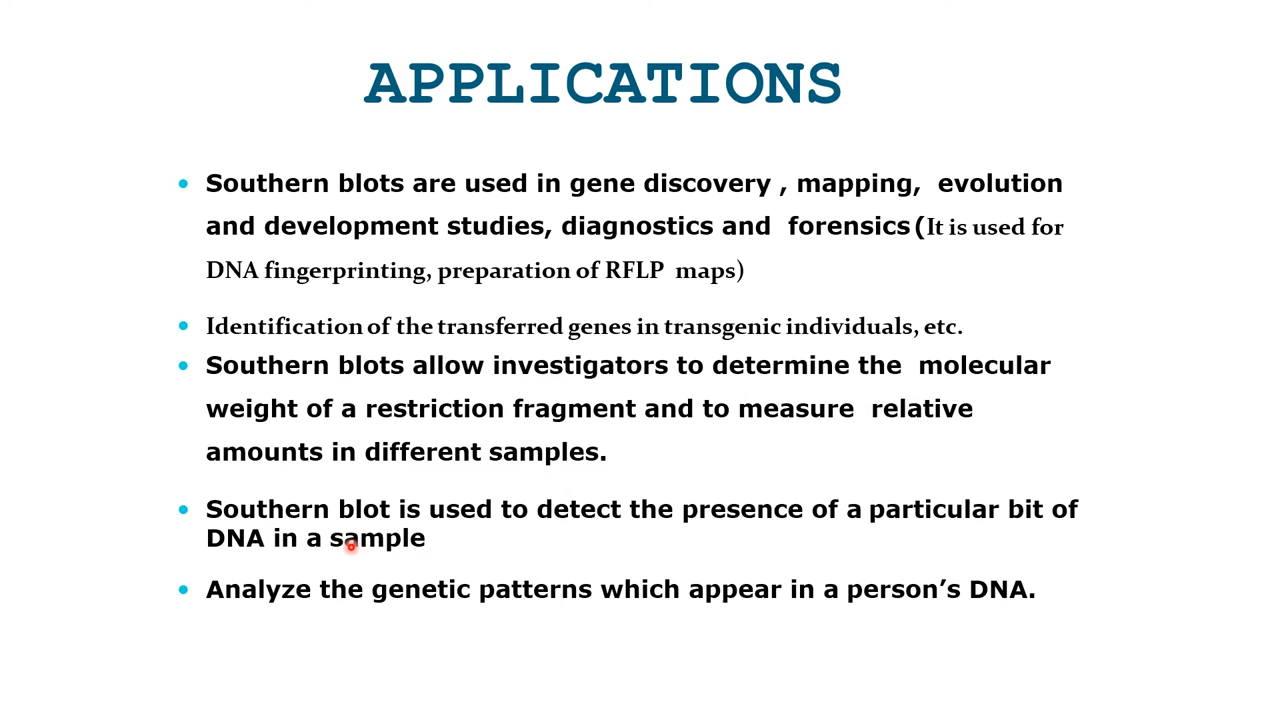 APPLICATIONS
• Southern blots are used in gene discovery , mapping, evolution
and development studies, diagnostics and forensics (It is used for
DNA fingerprinting, preparation of RFLP maps)
• Identification of the transferred genes in transgenic individuals, etc.
• Southern blots allow investigators to determine the molecular
weight of a restriction fragment and to measure relative
amounts in different samples.
• Southern blot is used to detect the presence of a particular bit of
DNA in a sample
• Analyze the genetic patterns which appear in a person’s DNA.